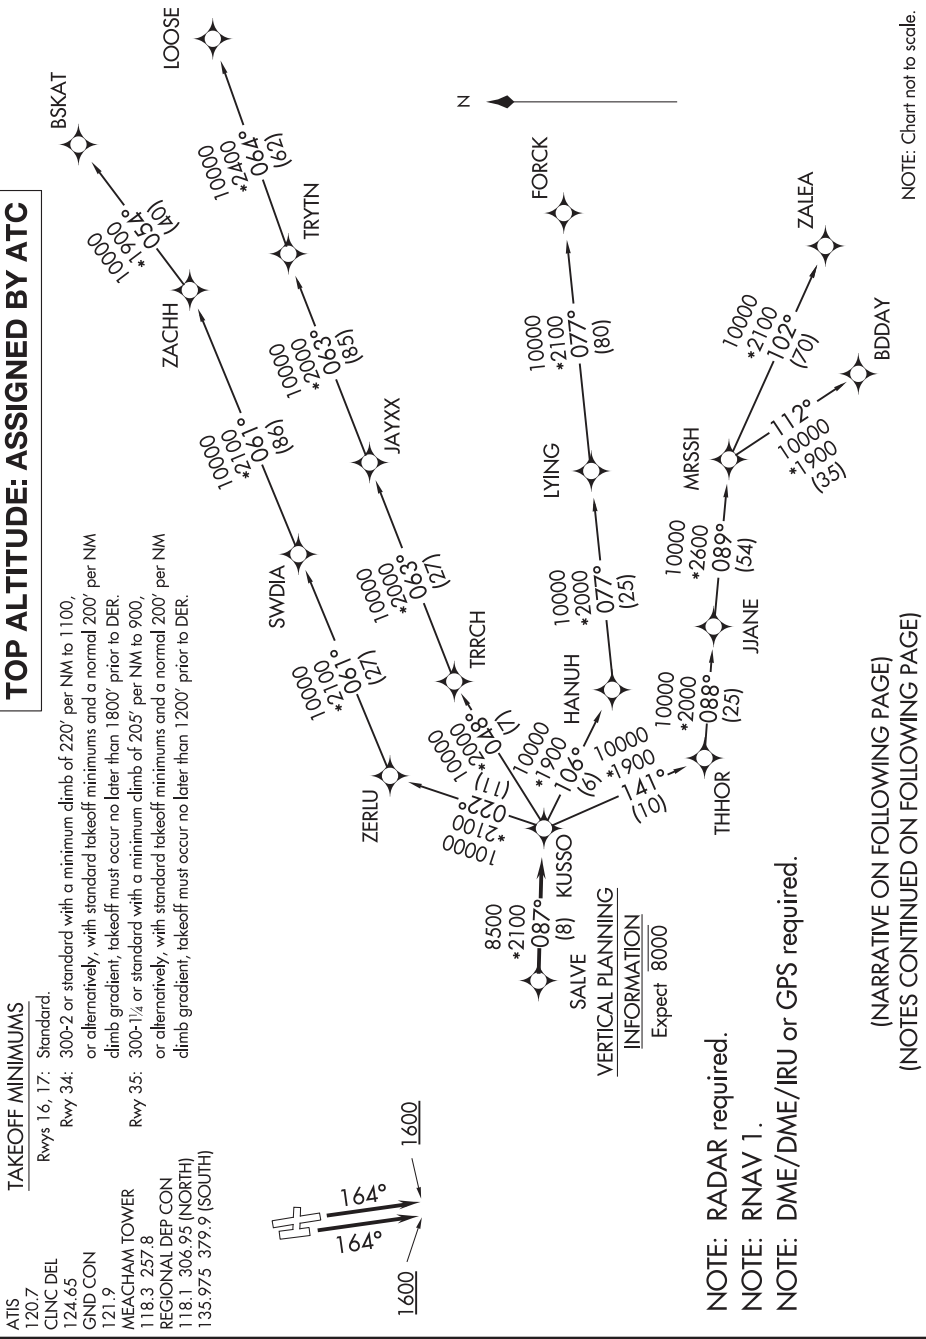 TOP ALTITUDE: ASSIGNED BY ATC
ATIS
120.7
CLNC DEL
124.65
GND CON
121.9
MEACHAM TOWER
118.3 257.8
REGIONAL DEP CON
118.1 306.95 (NORTH)
135.975 379.9 (SOUTH)
TAKEOFF MINIMUMS
Rwys 16, 17: Standard.
Rwy 34: 300-2 or standard with a minimum climb of 220' per NM to 1100,
or alternatively, with standard takeoff minimums and a normal 200' per NM
climb gradient, takeoff must occur no later than 1800' prior to DER.
Rwy 35: 300-1¼ or standard with a minimum climb of 205' per NM to 900,
or alternatively, with standard takeoff minimums and a normal 200' per NM
climb gradient, takeoff must occur no later than 1200' prior to DER.
BSKAT
10000
*1900
054°
(40)
ZACHH
10000
*2100
061°
(86)
SWDIA
10000
*2100
061°
(27)
ZERLU
10000
*2100
022°
(11)
LOOSE
10000
*2400
064°
(62)
TRYTN
10000
*2000
063°
(85)
JAYXX
10000
*2000
063°
(27)
TRRCH
10000
*2000
048°
(7)
N
FORCK
10000
*2100
077°
(80)
LYING
10000
*2000
077°
(25)
HANUH
10000
*1900
106°
(6)
10000
*1900
141°
(10)
THHOR
10000
*2000
088°
(25)
JJANE
10000
*2600
089°
(54)
MRSSH
10000
*2100
102°
(70)
ZALEA
112°
10000
*1900
(35)
BDDAY
KUSSO
8500
*2100
087°
(8)
SALVE
VERTICAL PLANNING
INFORMATION
Expect 8000
164°
164°
1600
1600
NOTE: RADAR required.
NOTE: RNAV 1.
NOTE: DME/DME/IRU or GPS required.
(NARRATIVE ON FOLLOWING PAGE)
(NOTES CONTINUED ON FOLLOWING PAGE)
NOTE: Chart not to scale.